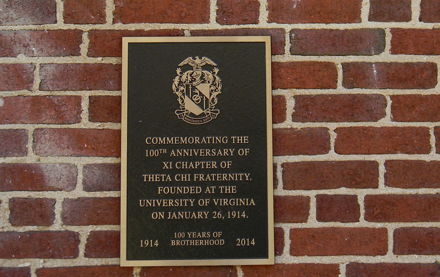 COMMEMORATING THE
100TH ANNIVERSARY OF
XI CHAPTER OF
THETA CHI FRATERNITY,
FOUNDED AT THE
UNIVERSITY OF VIRGINIA
ON JANUARY 26, 1914.
100 YEARS OF
1914 BROTHERHOOD 2014